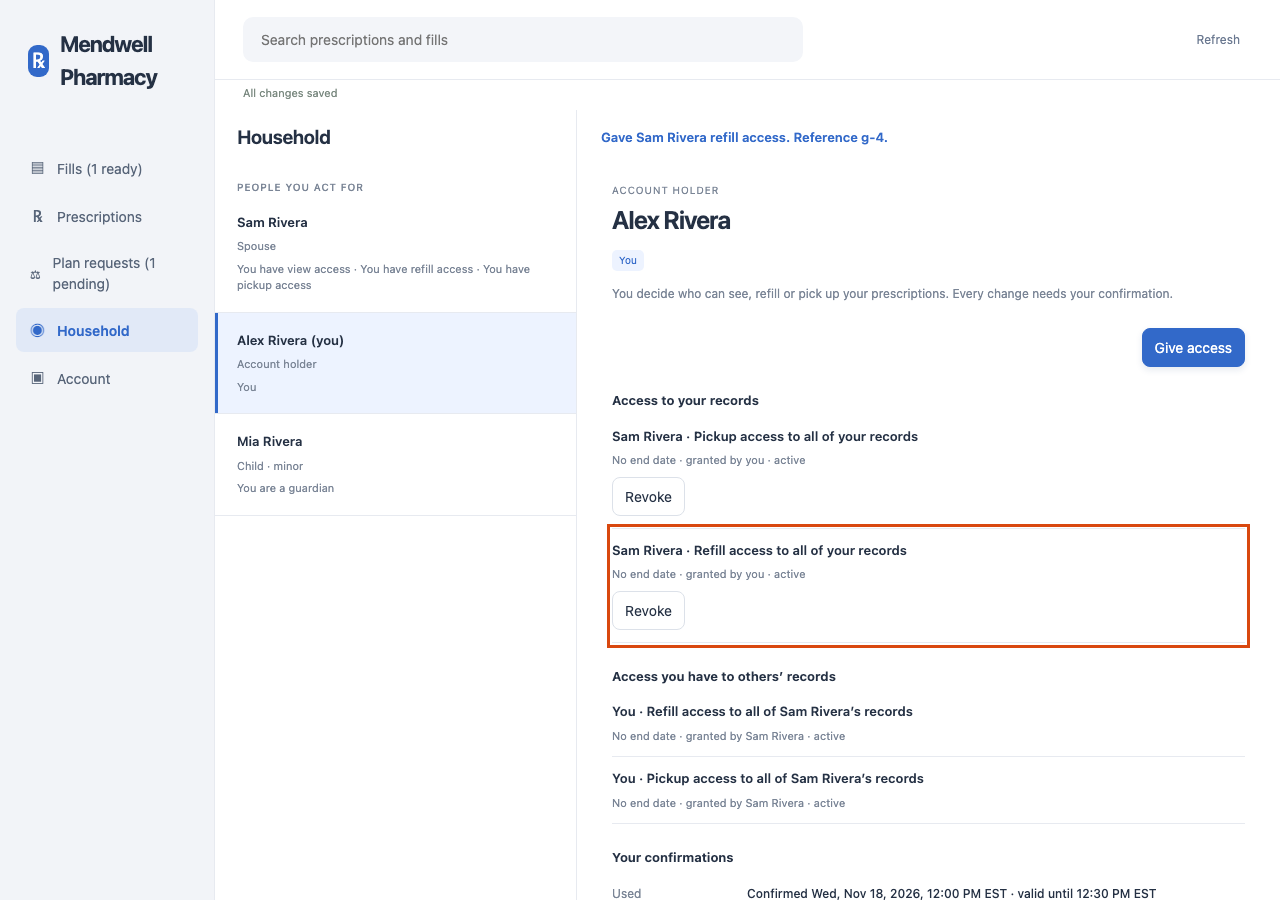 Mendwell
Pharmacy
Search prescriptions and fills
Refresh
All changes saved
Fills (1 ready)
Prescriptions
Plan requests (1
pending)
Household
Account
Household
PEOPLE YOU ACT FOR
Sam Rivera
Spouse
You have view access · You have refill access · You have
pickup access
Alex Rivera (you)
Account holder
You
Mia Rivera
Child · minor
You are a guardian
Gave Sam Rivera refill access. Reference g-4.
ACCOUNT HOLDER
Alex Rivera
You
You decide who can see, refill or pick up your prescriptions. Every change needs your confirmation.
Give access
Access to your records
Sam Rivera · Pickup access to all of your records
No end date · granted by you · active
Revoke
Sam Rivera · Refill access to all of your records
No end date · granted by you · active
Revoke
Access you have to others’ records
You · Refill access to all of Sam Rivera’s records
No end date · granted by Sam Rivera · active
You · Pickup access to all of Sam Rivera’s records
No end date · granted by Sam Rivera · active
Your confirmations
Used Confirmed Wed, Nov 18, 2026, 12:00 PM EST · valid until 12:30 PM EST